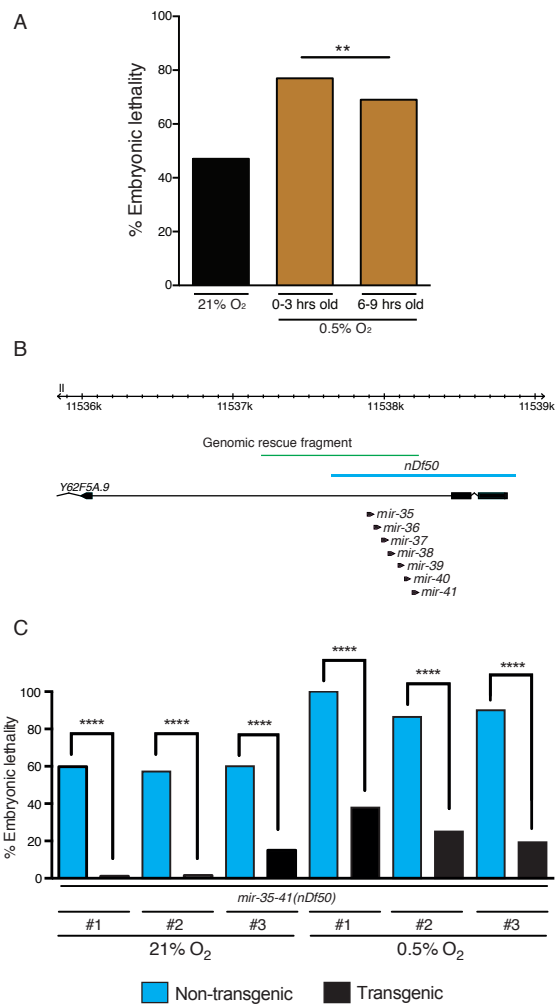 A
% Embryonic lethality
100
80
60
40
20
0
**
21% O₂
0-3 hrs old
6-9 hrs old
0.5% O₂
B
II
11536k
11537k
11538k
11539k
Genomic rescue fragment
nDf50
Y62F5A.9
mir-35
mir-36
mir-37
mir-38
mir-39
mir-40
mir-41
C
% Embryonic lethality
100
80
60
40
20
0
**** **** **** **** **** ****
mir-35-41(nDf50)
#1 #2 #3 #1 #2 #3
21% O₂ 0.5% O₂
Non-transgenic Transgenic